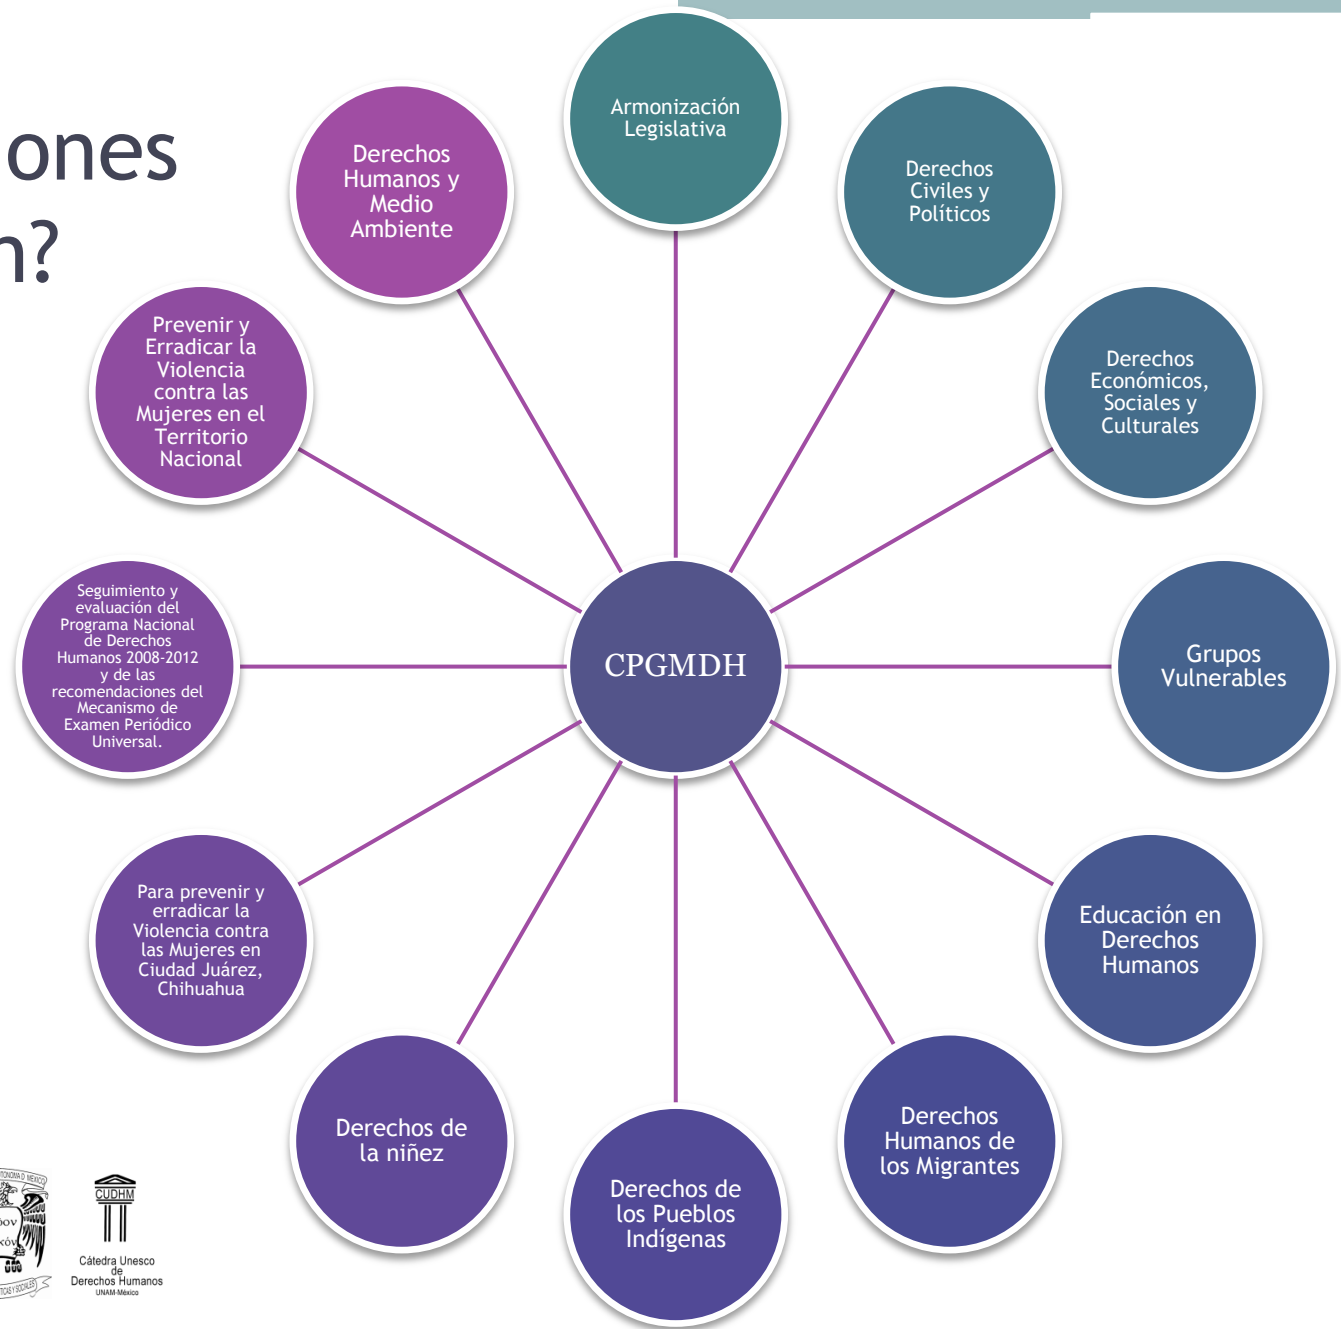 ones
n?
Armonización
Legislativa
Derechos
Civiles y
Políticos
Derechos
Económicos,
Sociales y
Culturales
Grupos
Vulnerables
Educación en
Derechos
Humanos
Derechos
Humanos de
los Migrantes
Derechos de
los Pueblos
Indígenas
Derechos de
la niñez
Para prevenir y
erradicar la
Violencia contra
las Mujeres en
Ciudad Juárez,
Chihuahua
Seguimiento y
evaluación del
Programa Nacional
de Derechos
Humanos 2008-2012
y de las
recomendaciones del
Mecanismo de
Examen Periódico
Universal.
Prevenir y
Erradicar la
Violencia
contra las
Mujeres en el
Territorio
Nacional
Derechos
Humanos y
Medio
Ambiente
CPGMDH
CUDHM
Cátedra Unesco
de
Derechos Humanos
UNAM-México